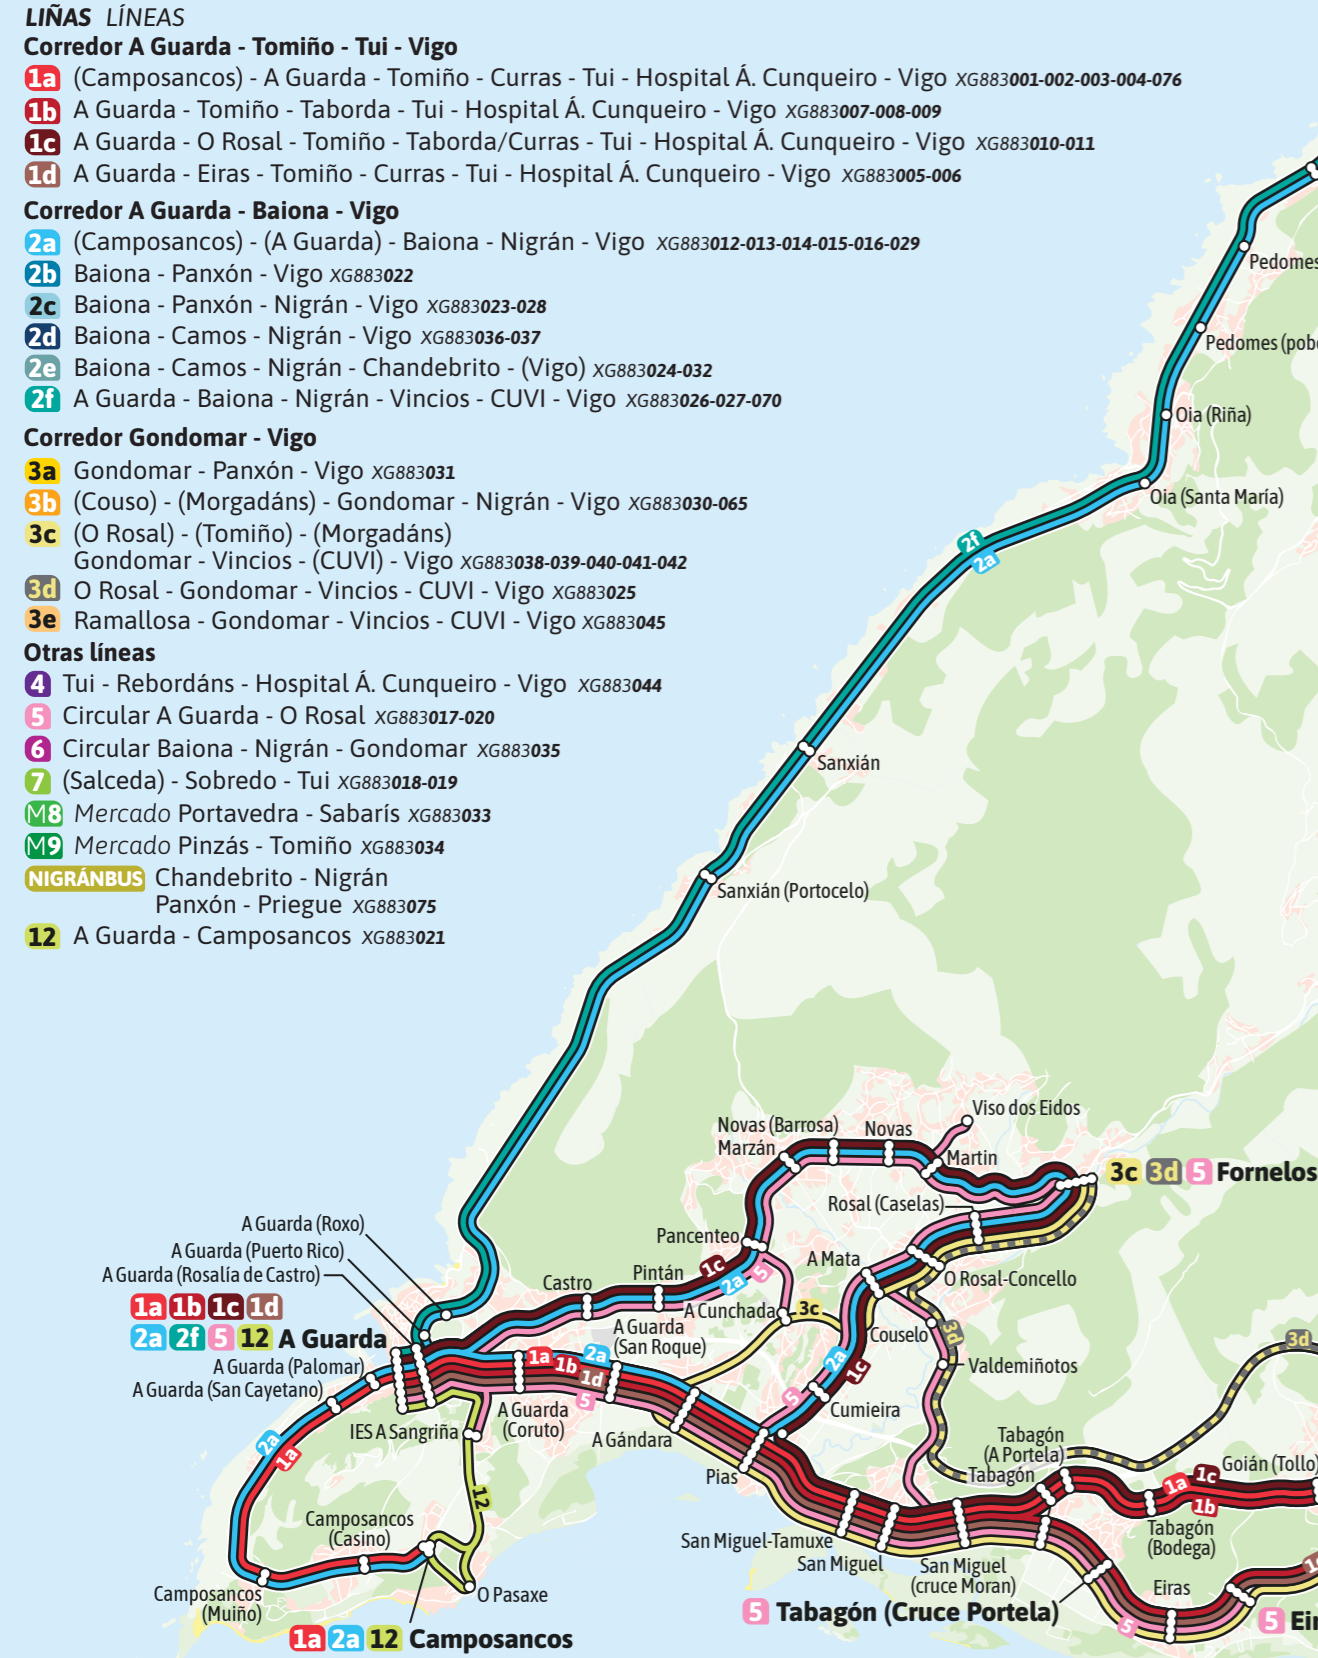 LIÑAS LÍNEAS
Corredor A Guarda - Tomiño - Tui - Vigo
1a (Camposancos) - A Guarda - Tomiño - Curras - Tui - Hospital Á. Cunqueiro - Vigo XG883001-002-003-004-076
1b A Guarda - Tomiño - Taborda - Tui - Hospital Á. Cunqueiro - Vigo XG883007-008-009
1c A Guarda - O Rosal - Tomiño - Taborda/Curras - Tui - Hospital Á. Cunqueiro - Vigo XG883010-011
1d A Guarda - Eiras - Tomiño - Curras - Tui - Hospital Á. Cunqueiro - Vigo XG883005-006
Corredor A Guarda - Baiona - Vigo
2a (Camposancos) - (A Guarda) - Baiona - Nigrán - Vigo XG883012-013-014-015-016-029
2b Baiona - Panxón - Vigo XG883022
2c Baiona - Panxón - Nigrán - Vigo XG883023-028
2d Baiona - Camos - Nigrán - Vigo XG883036-037
2e Baiona - Camos - Nigrán - Chandebrito - (Vigo) XG883024-032
2f A Guarda - Baiona - Nigrán - Vincios - CUVI - Vigo XG883026-027-070
Corredor Gondomar - Vigo
3a Gondomar - Panxón - Vigo XG883031
3b (Couso) - (Morgadáns) - Gondomar - Nigrán - Vigo XG883030-065
3c (O Rosal) - (Tomiño) - (Morgadáns)
Gondomar - Vincios - (CUVI) - Vigo XG883038-039-040-041-042
3d O Rosal - Gondomar - Vincios - CUVI - Vigo XG883025
3e Ramallosa - Gondomar - Vincios - CUVI - Vigo XG883045
Otras líneas
4 Tui - Rebordáns - Hospital Á. Cunqueiro - Vigo XG883044
5 Circular A Guarda - O Rosal XG883017-020
6 Circular Baiona - Nigrán - Gondomar XG883035
7 (Salceda) - Sobredo - Tui XG883018-019
M8 Mercado Portavedra - Sabarís XG883033
M9 Mercado Pinzás - Tomiño XG883034
NIGRÁNBUS Chandebrito - Nigrán
Panxón - Priegue XG883075
12 A Guarda - Camposancos XG883021
Pedomes
Pedomes (pob
Oia (Riña)
Oia (Santa María)
2f
2a
Sanxián
Sanxián (Portocelo)
Viso dos Eidos
Novas (Barrosa)
Novas
Marzán
Martin
3c 3d 5 Fornelos
Rosal (Caselas)
A Guarda (Roxo)
Pancenteo
A Guarda (Puerto Rico)
A Mata
A Guarda (Rosalía de Castro)
Castro
Pintán
1c
2a
5
O Rosal-Concello
1a 1b 1c 1d
A Cunchada
3c
2a 2f 5 12 A Guarda
A Guarda
(San Roque)
Couselo
3d
3d
A Guarda (Palomar)
1a 1b 2a
1d
5
2a
1c
5
Valdemiñotos
A Guarda (San Cayetano)
A Guarda
(Coruto)
Cumieira
IES A Sangriña
A Gándara
2a
1a
Tabagón
(A Portela)
Tabagón
Goián (Tollo)
Pias
1a 1c
1b
12
Camposancos
(Casino)
Tabagón
(Bodega)
San Miguel-Tamuxe
San Miguel
San Miguel
(cruce Moran)
Camposancos
(Muiño)
O Pasaxe
Eiras
5 Tabagón (Cruce Portela)
5
5 Ei
1a 2a 12 Camposancos